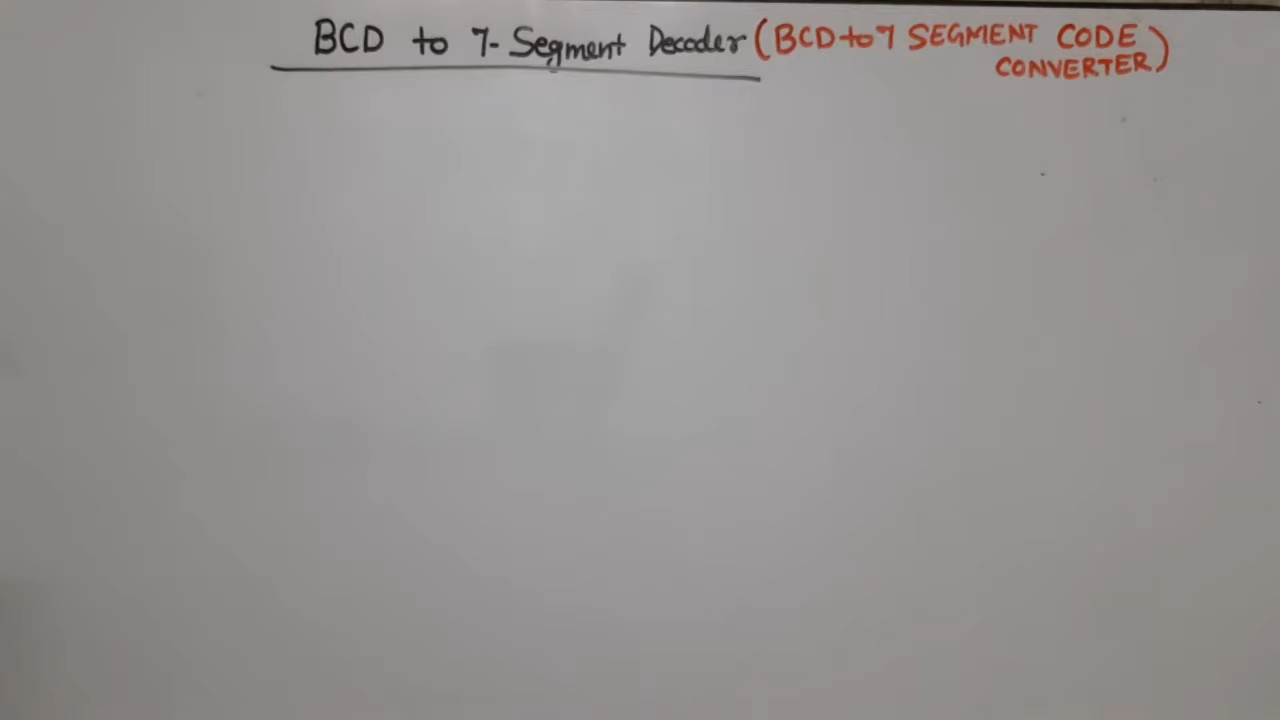 BCD to 7-Segment Decoder (BCD to 7 SEGMENT CODE
CONVERTER)